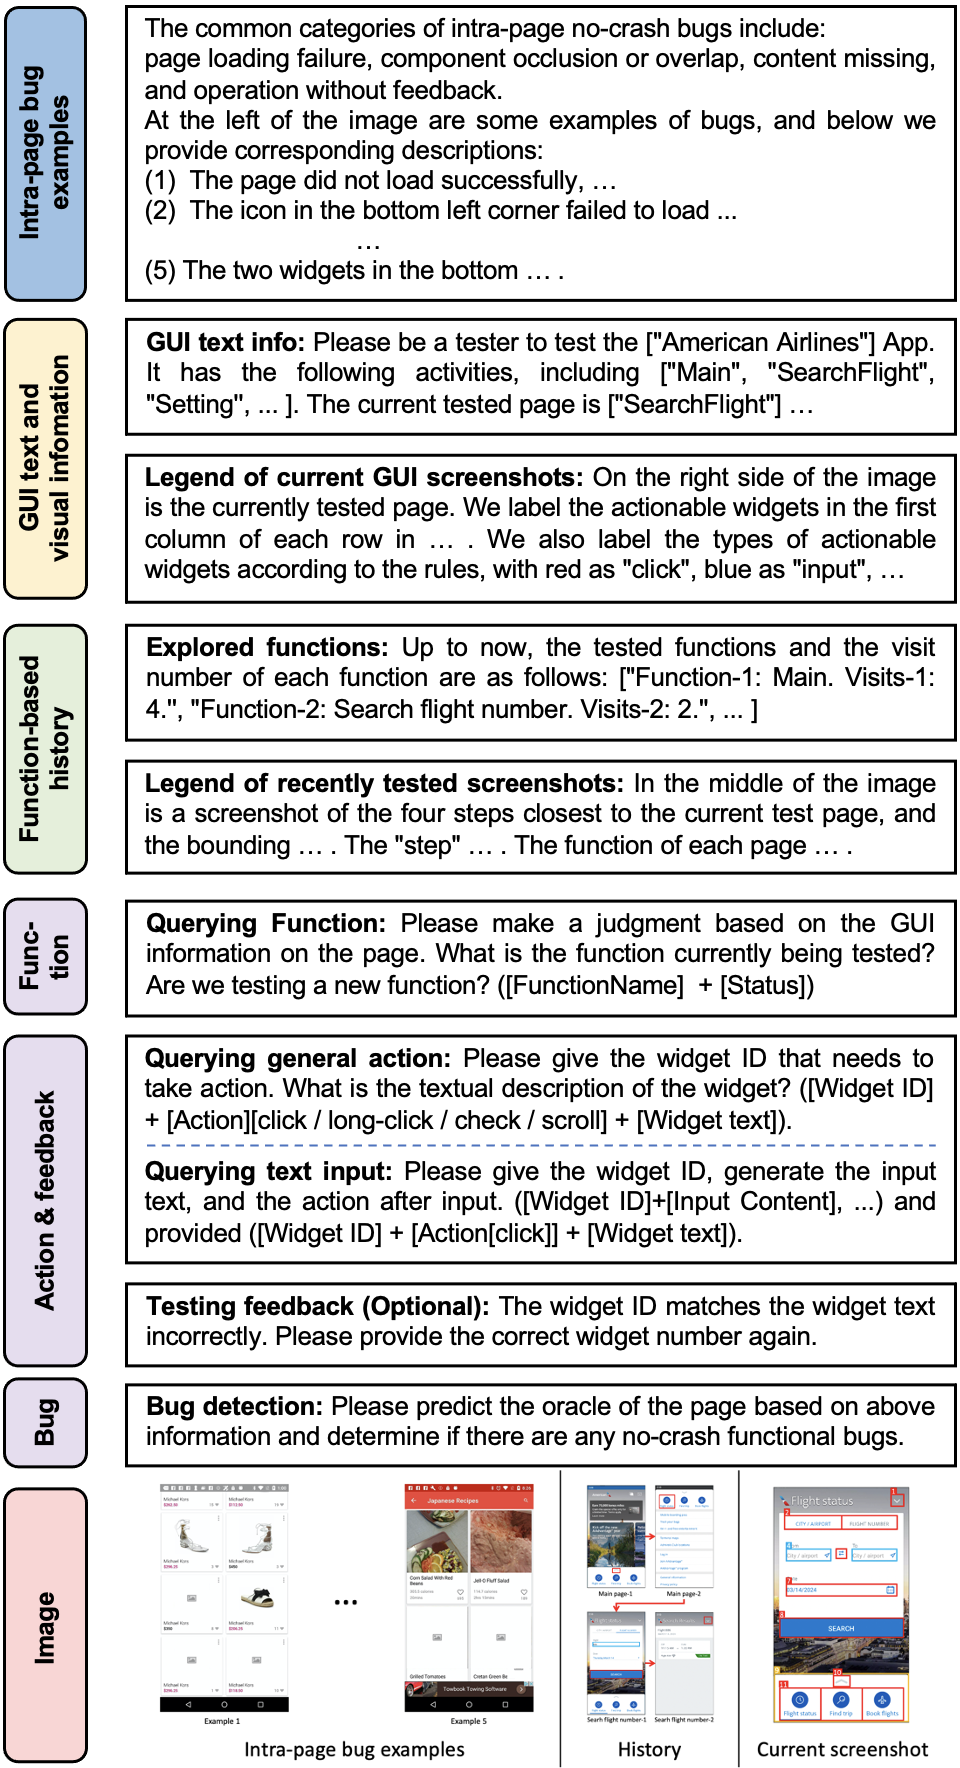 Intra-page bug
examples
The common categories of intra-page no-crash bugs include:
page loading failure, component occlusion or overlap, content missing,
and operation without feedback.
At the left of the image are some examples of bugs, and below we
provide corresponding descriptions:
(1) The page did not load successfully, …
(2) The icon in the bottom left corner failed to load ...
…
(5) The two widgets in the bottom … .
GUI text and
visual infomation
GUI text info: Please be a tester to test the ["American Airlines"] App.
It has the following activities, including ["Main", "SearchFlight",
"Setting", ... ]. The current tested page is ["SearchFlight"] …
Legend of current GUI screenshots: On the right side of the image
is the currently tested page. We label the actionable widgets in the first
column of each row in … . We also label the types of actionable
widgets according to the rules, with red as "click", blue as "input", …
Function-based
history
Explored functions: Up to now, the tested functions and the visit
number of each function are as follows: ["Function-1: Main. Visits-1:
4.", "Function-2: Search flight number. Visits-2: 2.", ... ]
Legend of recently tested screenshots: In the middle of the image
is a screenshot of the four steps closest to the current test page, and
the bounding … . The "step" … . The function of each page … .
Func-
tion
Querying Function: Please make a judgment based on the GUI
information on the page. What is the function currently being tested?
Are we testing a new function? ([FunctionName] + [Status])
Action & feedback
Querying general action: Please give the widget ID that needs to
take action. What is the textual description of the widget? ([Widget ID]
+ [Action][click / long-click / check / scroll] + [Widget text]).
Querying text input: Please give the widget ID, generate the input
text, and the action after input. ([Widget ID]+[Input Content], ...) and
provided ([Widget ID] + [Action[click]] + [Widget text]).
Testing feedback (Optional): The widget ID matches the widget text
incorrectly. Please provide the correct widget number again.
Bug
Bug detection: Please predict the oracle of the page based on above
information and determine if there are any no-crash functional bugs.
Image
Michael Kors Michael Kors
Michael Kors Michael Kors
Michael Kors Michael Kors
Michael Kors Michael Kors
Example 1
...
Japanese Recipes
Corn Salad With Red
Beans
Jell-O Fluff Salad
Grilled Tomatoes
Cretan Green Bs
Towbook Towing Software
Example 5
Intra-page bug examples
Main page-1
Main page-2
Searh flight number-1
Searh flight number-2
History
Flight status
CITY / AIRPORT
FLIGHT NUMBER
City / airport
City / airport
03/14/2024
SEARCH
10
11
Flight status
Find trip
Book flights
Current screenshot